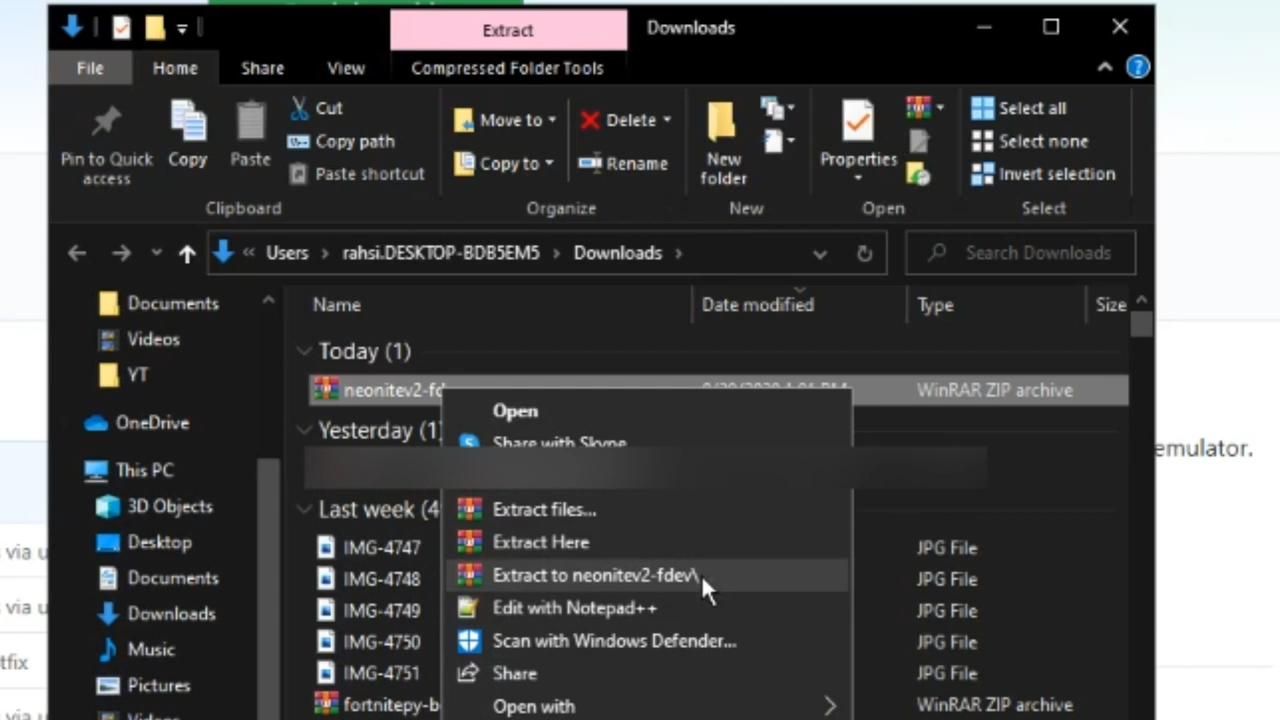 Extract
Downloads
File
Home
Share
View
Compressed Folder Tools
Pin to Quick access
Copy
Paste
Cut
Copy path
Paste shortcut
Move to
Copy to
Delete
Rename
New folder
Properties
Select all
Select none
Invert selection
Clipboard
Organize
New
Open
Select
Users
rahsi.DESKTOP-BDB5EM5
Downloads
Search Downloads
Name
Date modified
Type
Size
Documents
Videos
YT
OneDrive
This PC
3D Objects
Desktop
Documents
Downloads
Music
Pictures
Videos
Today (1)
neonitev2-fd
WinRAR ZIP archive
Yesterday (1)
Last week (4
IMG-4747
JPG File
IMG-4748
JPG File
IMG-4749
JPG File
IMG-4750
JPG File
IMG-4751
JPG File
fortnitepy-b
WinRAR ZIP archive
Open
Share with Skype
Extract files...
Extract Here
Extract to neonitev2-fdev\
Edit with Notepad++
Scan with Windows Defender...
Share
Open with
emulator.
s via u
s via u
tfix
s via u